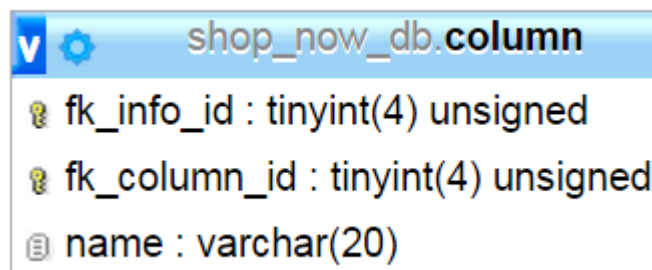 v shop_now_db.column
fk_info_id : tinyint(4) unsigned
fk_column_id : tinyint(4) unsigned
name : varchar(20)